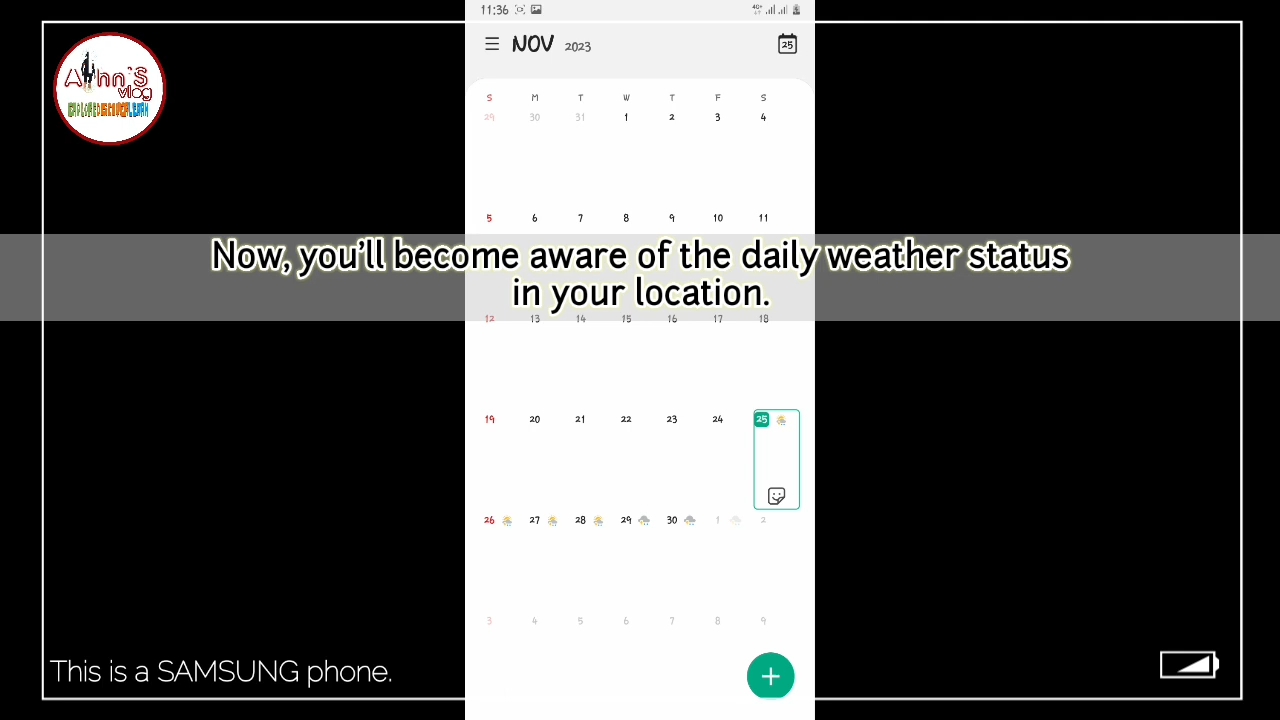 11:36
4G+
NOV 2023
25
A hn'S
vlog
S M T W T F S
29 30 31 1 2 3 4
5 6 7 8 9 10 11
Now, you'll become aware of the daily weather status
in your location.
12 13 14 15 16 17 18
19 20 21 22 23 24 25
26 27 28 29 30 1 2
3 4 5 6 7 8 9
+
This is a SAMSUNG phone.